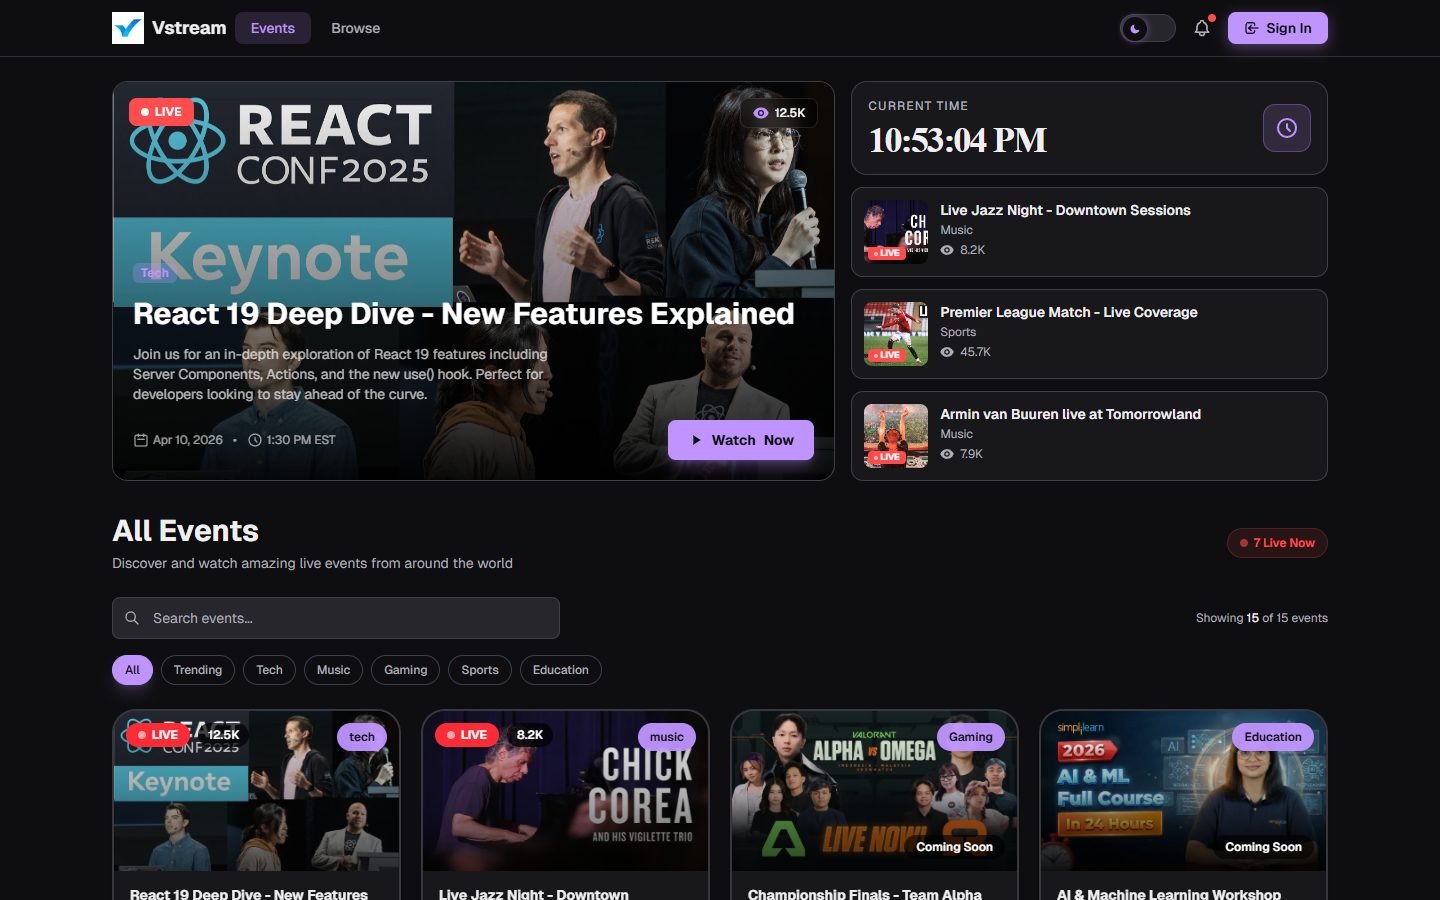 Vstream
Events
Browse
Sign In
LIVE
12.5K
REACT
CONF2025
Keynote
Tech
React 19 Deep Dive - New Features Explained
Join us for an in-depth exploration of React 19 features including
Server Components, Actions, and the new use() hook. Perfect for
developers looking to stay ahead of the curve.
Apr 10, 2026 • 1:30 PM EST
Watch Now
CURRENT TIME
10:53:04 PM
CH
COR
LIVE
Live Jazz Night - Downtown Sessions
Music
8.2K
LIVE
Premier League Match - Live Coverage
Sports
45.7K
LIVE
Armin van Buuren live at Tomorrowland
Music
7.9K
All Events
Discover and watch amazing live events from around the world
7 Live Now
Search events...
Showing 15 of 15 events
All
Trending
Tech
Music
Gaming
Sports
Education
LIVE
12.5K
tech
REACT
CONF2025
Keynote
React 19 Deep Dive - New Features
LIVE
8.2K
music
CHICK
COREA
AND HIS VIGILETTE TRIO
Live Jazz Night - Downtown
Gaming
VALORANT
ALPHA VS OMEGA
LIVE NOW!
Coming Soon
Championship Finals - Team Alpha
simplilearn
Education
2026
AI
AI & ML
Full Course
In 24 Hours
Coming Soon
AI & Machine Learning Workshop